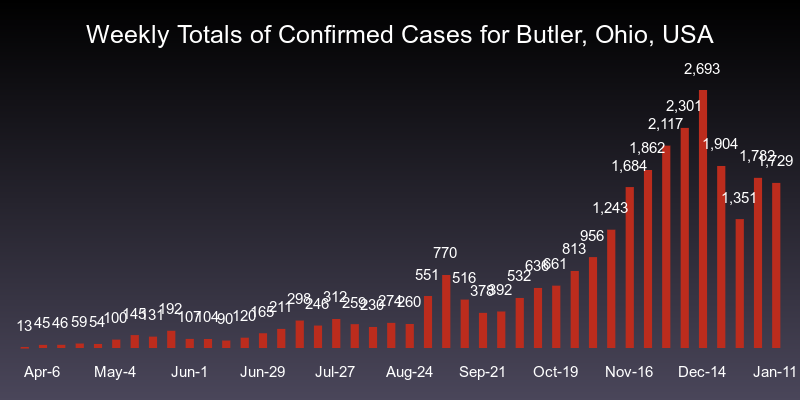 Weekly Totals of Confirmed Cases for Butler, Ohio, USA
13 45 46 59 54 100 145 131 192 107 104 90 120 165 211 298 246 312 259 230 274 260 551 770 516 378 392 532 636 661 813 956 1,243 1,684 1,862 2,117 2,301 2,693 1,904 1,351 1,782 1,729
Apr-6 May-4 Jun-1 Jun-29 Jul-27 Aug-24 Sep-21 Oct-19 Nov-16 Dec-14 Jan-11